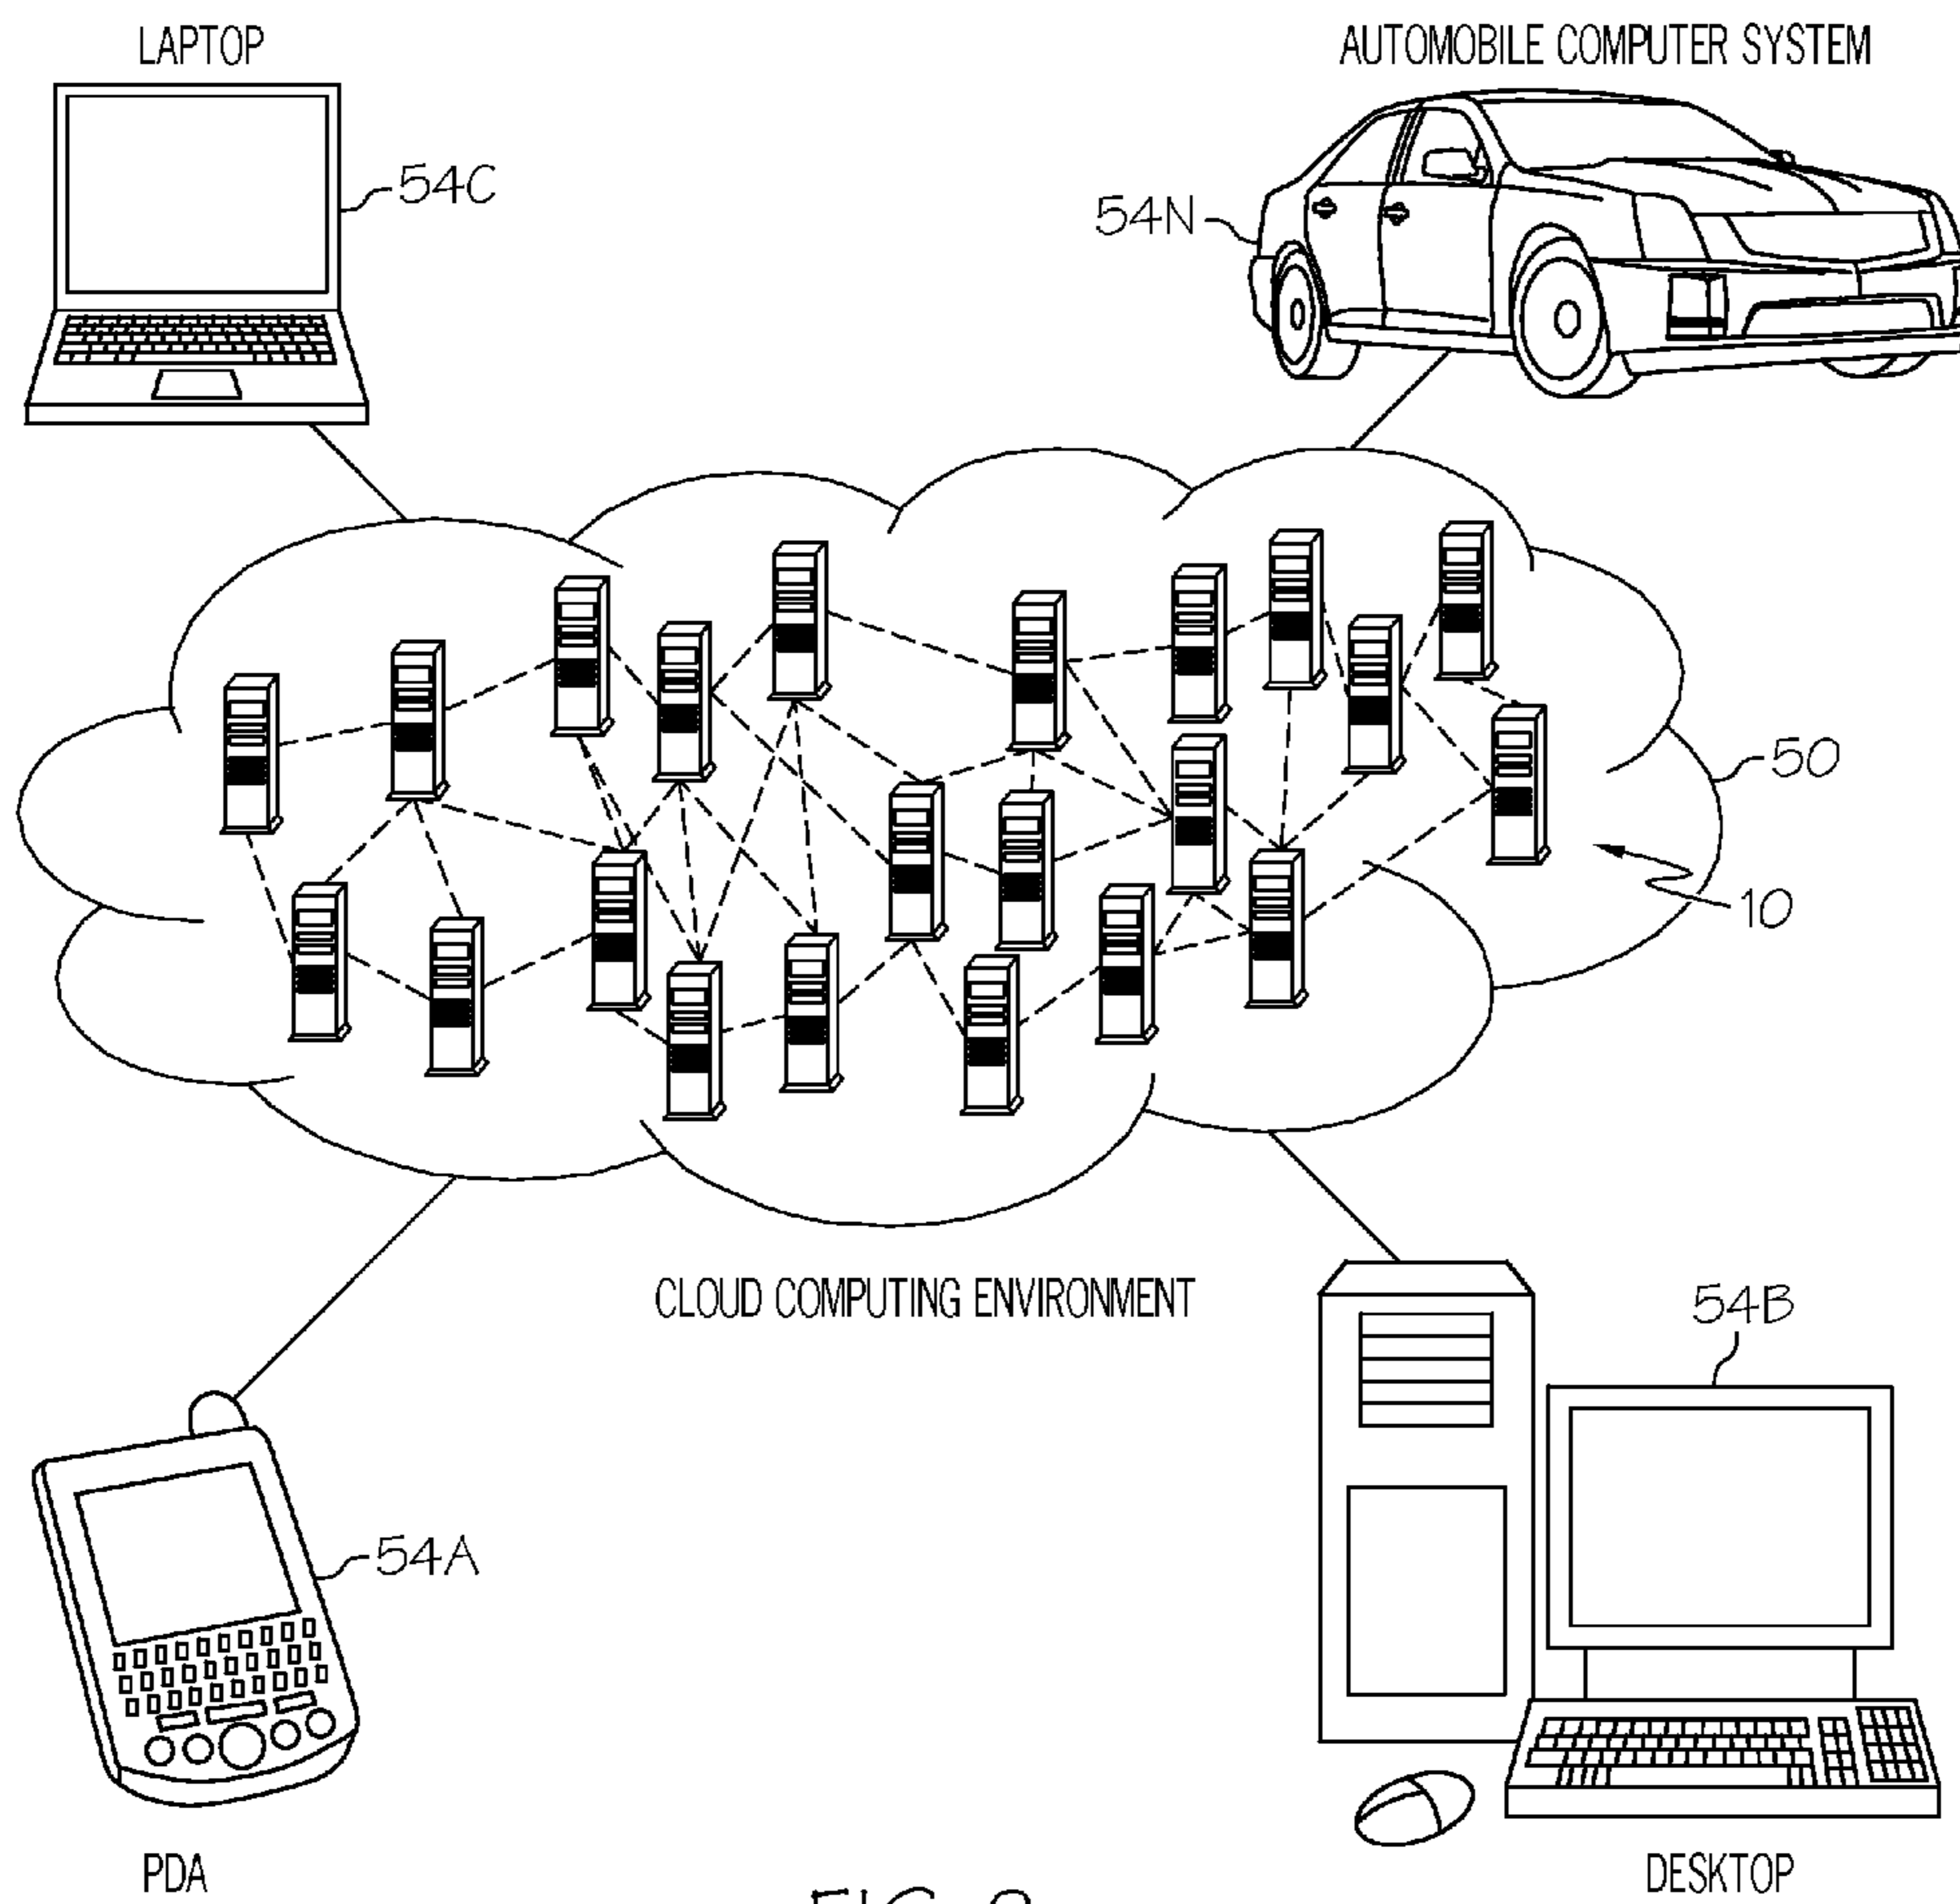 LAPTOP
AUTOMOBILE COMPUTER SYSTEM
54C
54N
50
10
CLOUD COMPUTING ENVIRONMENT
54B
54A
PDA
DESKTOP